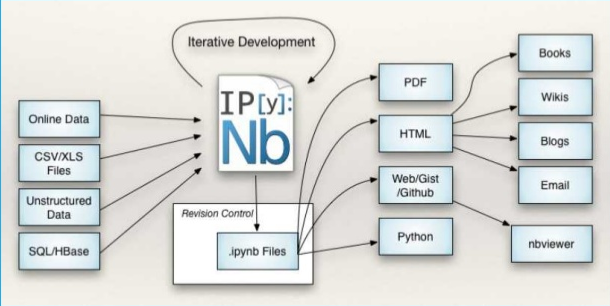 Iterative Development
IP[y]:
Nb
Online Data
CSV/XLS
Files
Unstructured
Data
SQL/HBase
Revision Control
.ipynb Files
PDF
HTML
Web/Gist
/Github
Python
Books
Wikis
Blogs
Email
nbviewer